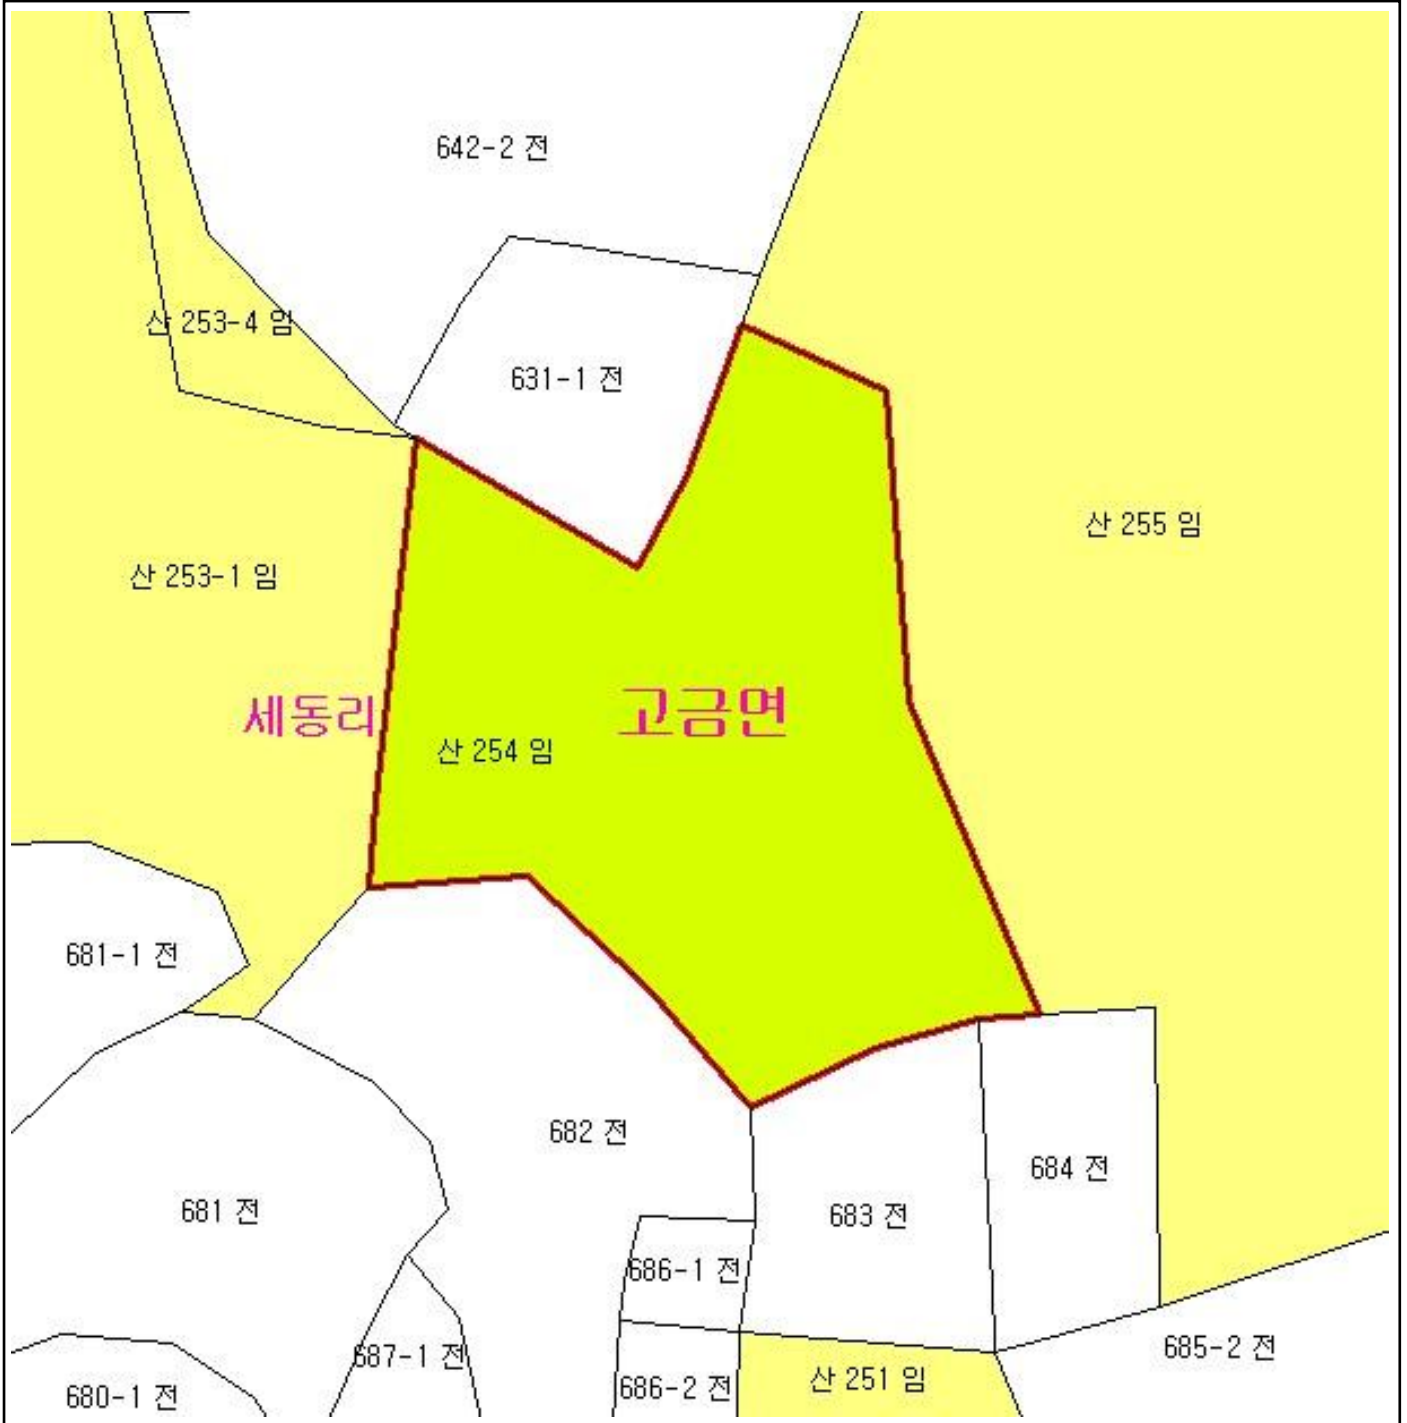 642-2 전
산 253-4 임
631-1 전
산 255 임
산 253-1 임
세동리
고금면
산 254 임
681-1 전
682 전
684 전
681 전
683 전
686-1 전
685-2 전
687-1 전
산 251 임
686-2 전
680-1 전